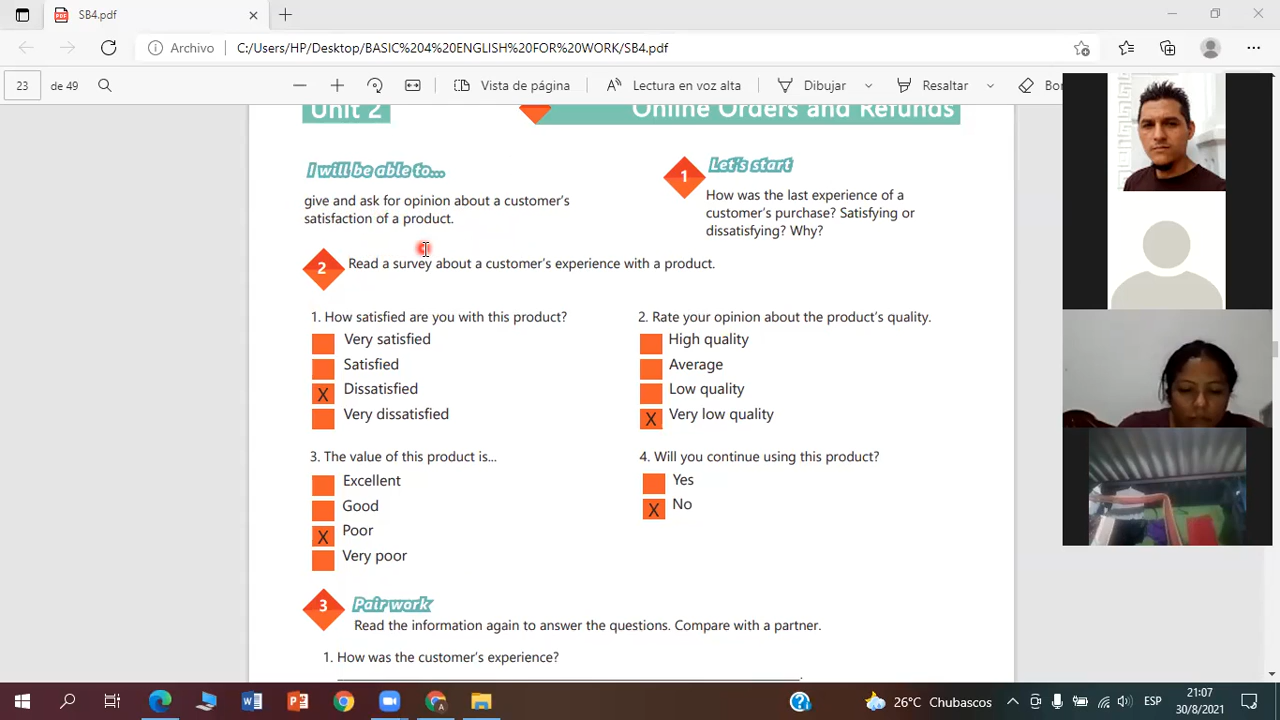 SB4.pdf
Archivo
C:/Users/HP/Desktop/BASIC%204%20ENGLISH%20FOR%20WORK/SB4.pdf
23
de 49
Vista de página
Lectura en voz alta
Dibujar
Resaltar
Bor
Unit 2
Online Orders and Refunds
I will be able to...
give and ask for opinion about a customer's
satisfaction of a product.
1
Let's start
How was the last experience of a
customer's purchase? Satisfying or
dissatisfying? Why?
2
Read a survey about a customer's experience with a product.
1. How satisfied are you with this product?
Very satisfied
Satisfied
X Dissatisfied
Very dissatisfied
2. Rate your opinion about the product's quality.
High quality
Average
Low quality
X Very low quality
3. The value of this product is...
Excellent
Good
X Poor
Very poor
4. Will you continue using this product?
Yes
X No
3
Pair work
Read the information again to answer the questions. Compare with a partner.
1. How was the customer's experience?
26°C Chubascos
ESP
21:07
30/8/2021